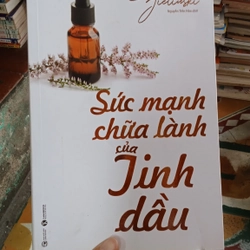 Sức mạnh
chữa lành
của
Tinh
dầu